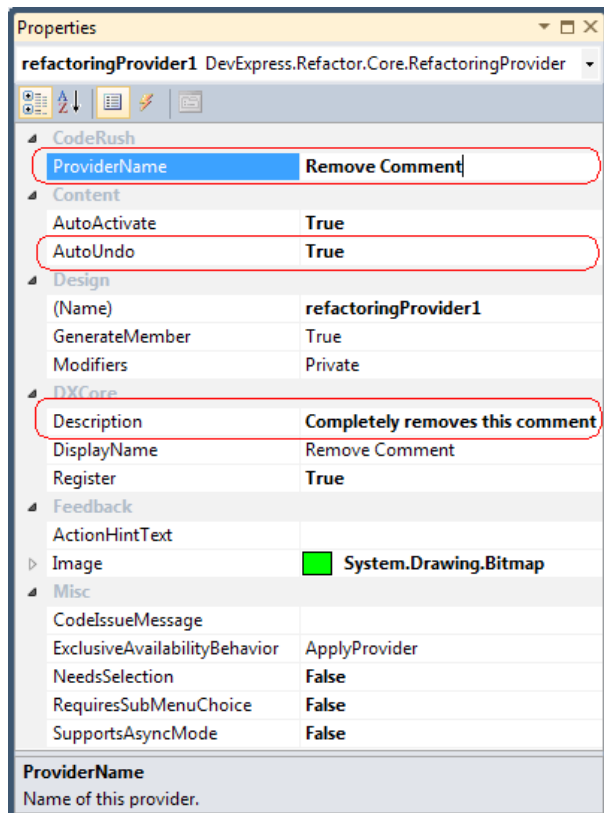 Properties
refactoringProvider1 DevExpress.Refactor.Core.RefactoringProvider
CodeRush
ProviderName Remove Comment
Content
AutoActivate True
AutoUndo True
Design
(Name) refactoringProvider1
GenerateMember True
Modifiers Private
DXCore
Description Completely removes this comment
DisplayName Remove Comment
Register True
Feedback
ActionHintText
Image System.Drawing.Bitmap
Misc
CodeIssueMessage
ExclusiveAvailabilityBehavior ApplyProvider
NeedsSelection False
RequiresSubMenuChoice False
SupportsAsyncMode False
ProviderName
Name of this provider.